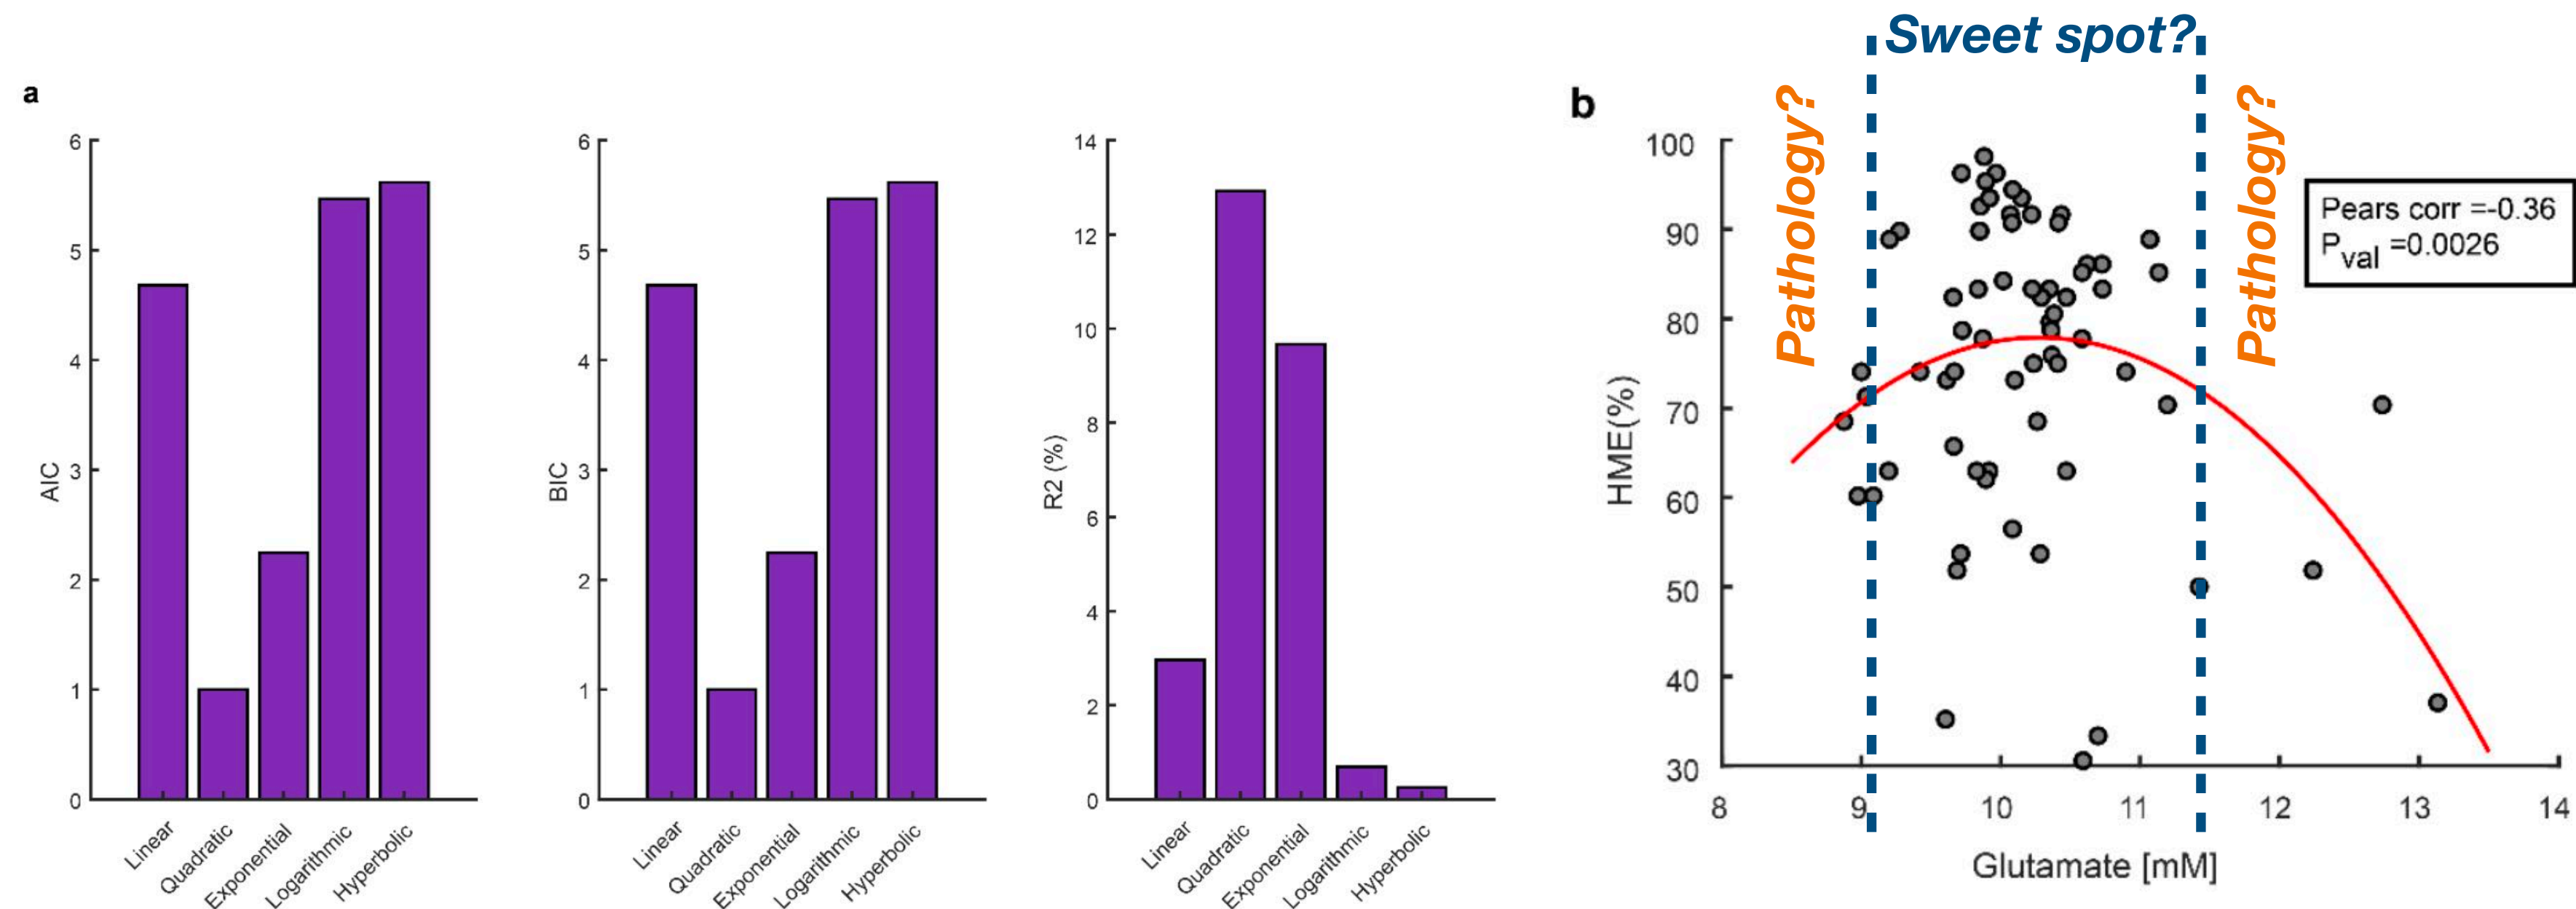 a
AIC
6
5
4
3
2
1
0
Linear
Quadratic
Exponential
Logarithmic
Hyperbolic
BIC
6
5
4
3
2
1
0
Linear
Quadratic
Exponential
Logarithmic
Hyperbolic
R2 (%)
14
12
10
8
6
4
2
0
Linear
Quadratic
Exponential
Logarithmic
Hyperbolic
b
Sweet spot?
Pathology?
Pathology?
Pears corr =-0.36
Pval =0.0026
HME(%)
100
90
80
70
60
50
40
30
8
9
10
11
12
13
14
Glutamate [mM]